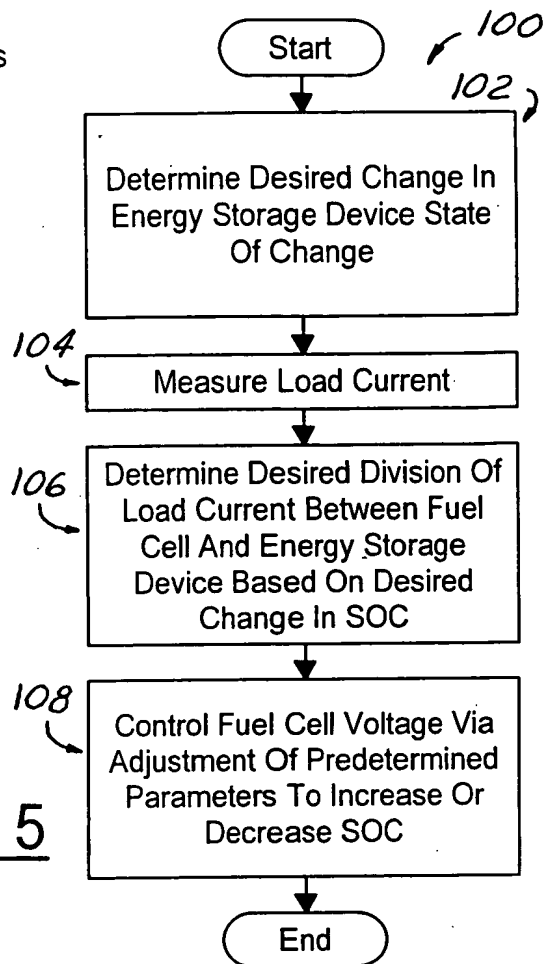 s
Start
100
102
Determine Desired Change In
Energy Storage Device State
Of Change
104
Measure Load Current
106
Determine Desired Division Of
Load Current Between Fuel
Cell And Energy Storage
Device Based On Desired
Change In SOC
108
Control Fuel Cell Voltage Via
Adjustment Of Predetermined
Parameters To Increase Or
Decrease SOC
5
End